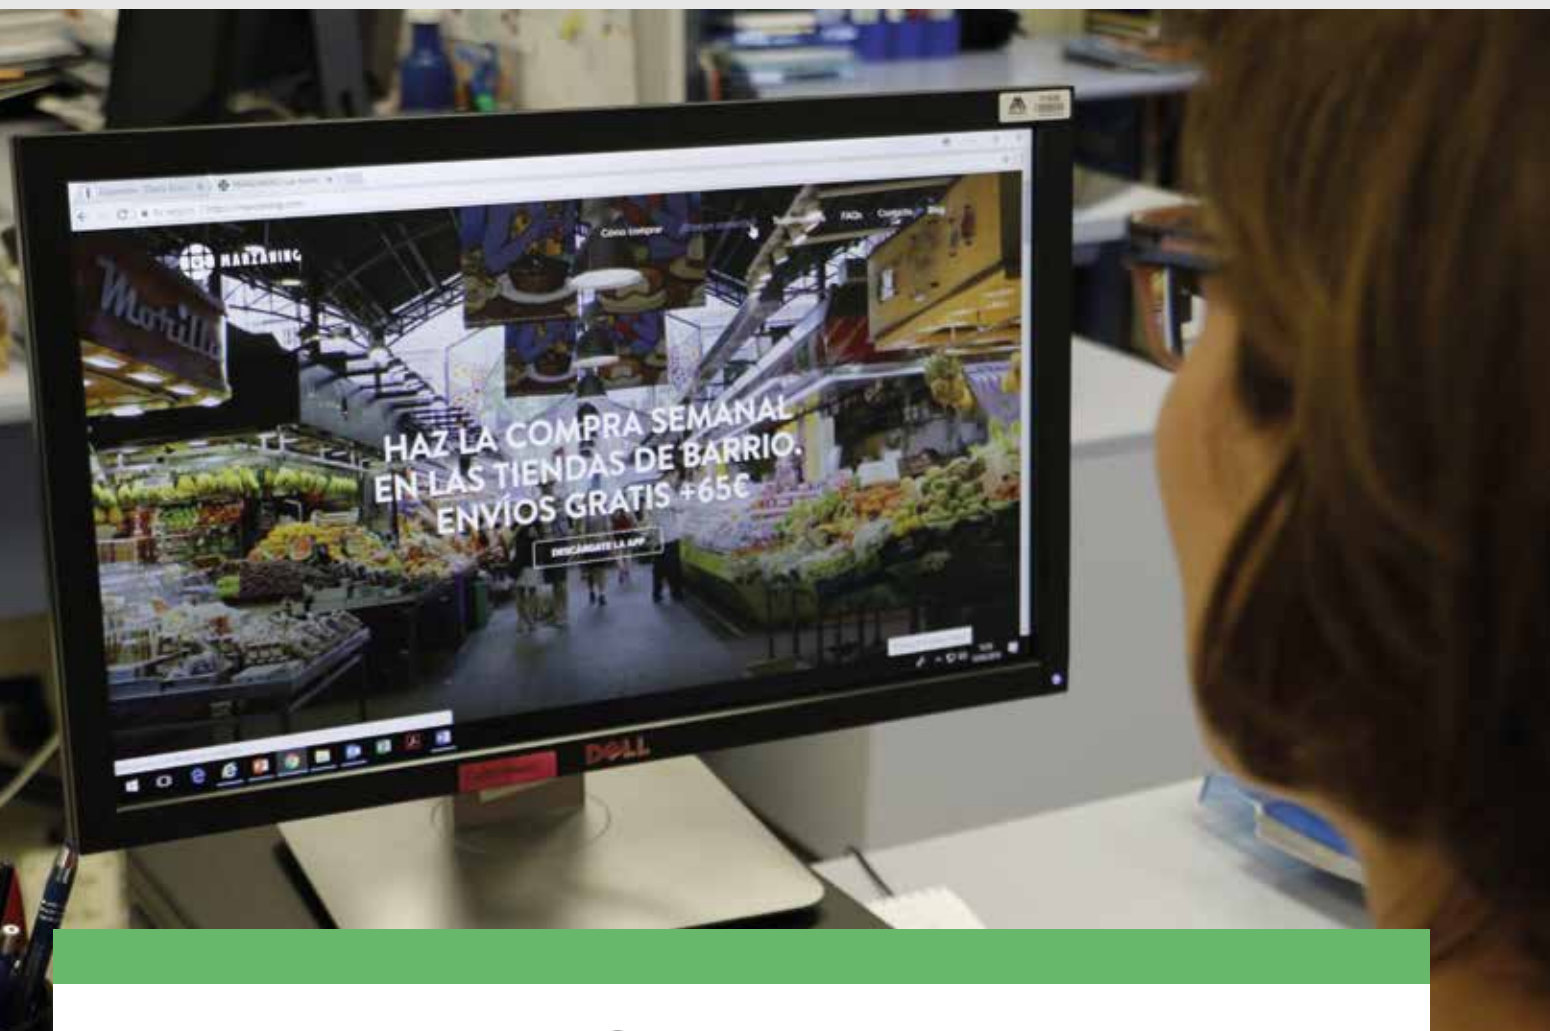 MANZANING
Cómo comprar
FAQs
Contacto
Blog
Morilla
HAZ LA COMPRA SEMANAL
EN LAS TIENDAS DE BARRIO.
ENVÍOS GRATIS +65€
DESCÁRGATE LA APP
DELL